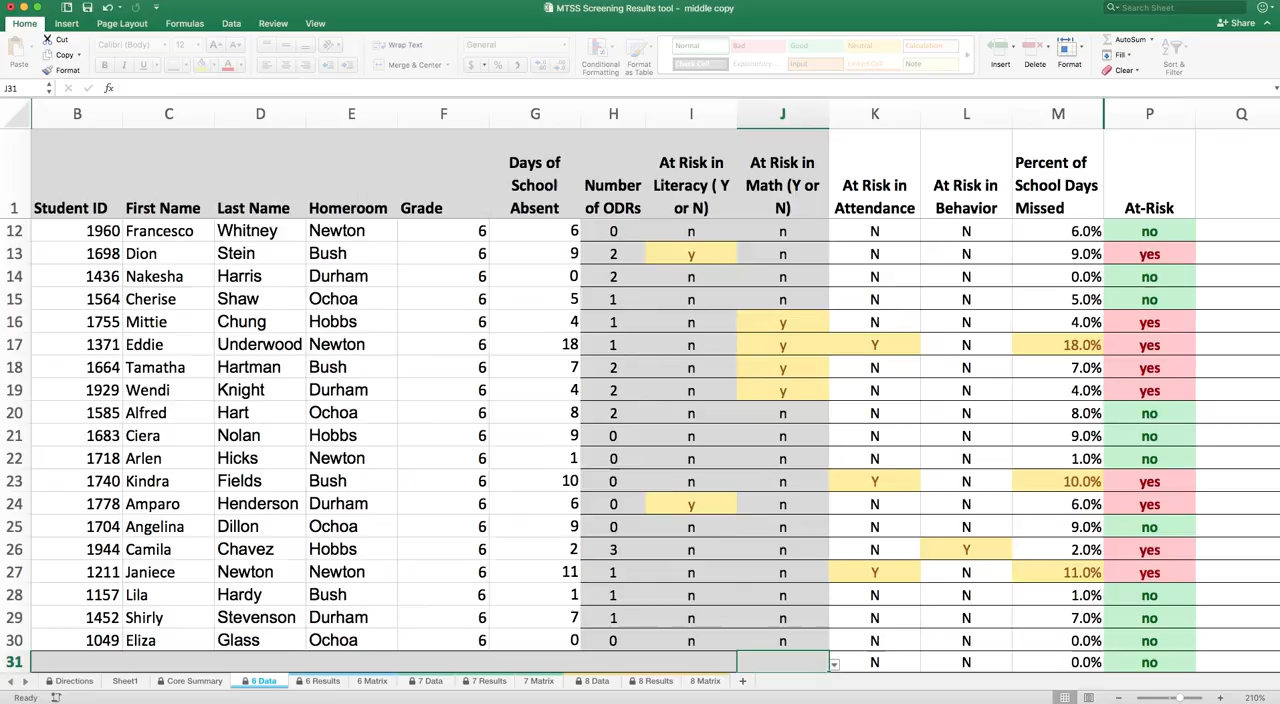 MTSS Screening Results tool - middle copy
Search Sheet
Home Insert Page Layout Formulas Data Review View Share
Cut
Copy
Format
Paste
Calibri (Body) 12
Wrap Text
Merge & Center
General
Conditional Formatting
Format as Table
Normal Bad Good Neutral Calculation
Check Cell Explanatory... Input Linked Cell Note
Insert Delete Format
AutoSum
Fill
Clear
Sort & Filter
J31 fx
B C D E F G H I J K L M P Q
1 Student ID First Name Last Name Homeroom Grade Days of School Absent Number of ODRs At Risk in Literacy ( Y or N) At Risk in Math (Y or N) At Risk in Attendance At Risk in Behavior Percent of School Days Missed At-Risk
12 1960 Francesco Whitney Newton 6 6 0 n n N N 6.0% no
13 1698 Dion Stein Bush 6 9 2 y n N N 9.0% yes
14 1436 Nakesha Harris Durham 6 0 2 n n N N 0.0% no
15 1564 Cherise Shaw Ochoa 6 5 1 n n N N 5.0% no
16 1755 Mittie Chung Hobbs 6 4 1 n y N N 4.0% yes
17 1371 Eddie Underwood Newton 6 18 1 n y Y N 18.0% yes
18 1664 Tamatha Hartman Bush 6 7 2 n y N N 7.0% yes
19 1929 Wendi Knight Durham 6 4 2 n y N N 4.0% yes
20 1585 Alfred Hart Ochoa 6 8 2 n n N N 8.0% no
21 1683 Ciera Nolan Hobbs 6 9 0 n n N N 9.0% no
22 1718 Arlen Hicks Newton 6 1 0 n n N N 1.0% no
23 1740 Kindra Fields Bush 6 10 0 n n Y N 10.0% yes
24 1778 Amparo Henderson Durham 6 6 0 y n N N 6.0% yes
25 1704 Angelina Dillon Ochoa 6 9 0 n n N N 9.0% no
26 1944 Camila Chavez Hobbs 6 2 3 n n N Y 2.0% yes
27 1211 Janiece Newton Newton 6 11 1 n n Y N 11.0% yes
28 1157 Lila Hardy Bush 6 1 1 n n N N 1.0% no
29 1452 Shirly Stevenson Durham 6 7 1 n n N N 7.0% no
30 1049 Eliza Glass Ochoa 6 0 0 n n N N 0.0% no
31 N N 0.0% no
Directions Sheet1 Core Summary 6 Data 6 Results 6 Matrix 7 Data 7 Results 7 Matrix 8 Data 8 Results 8 Matrix +
Ready 210%